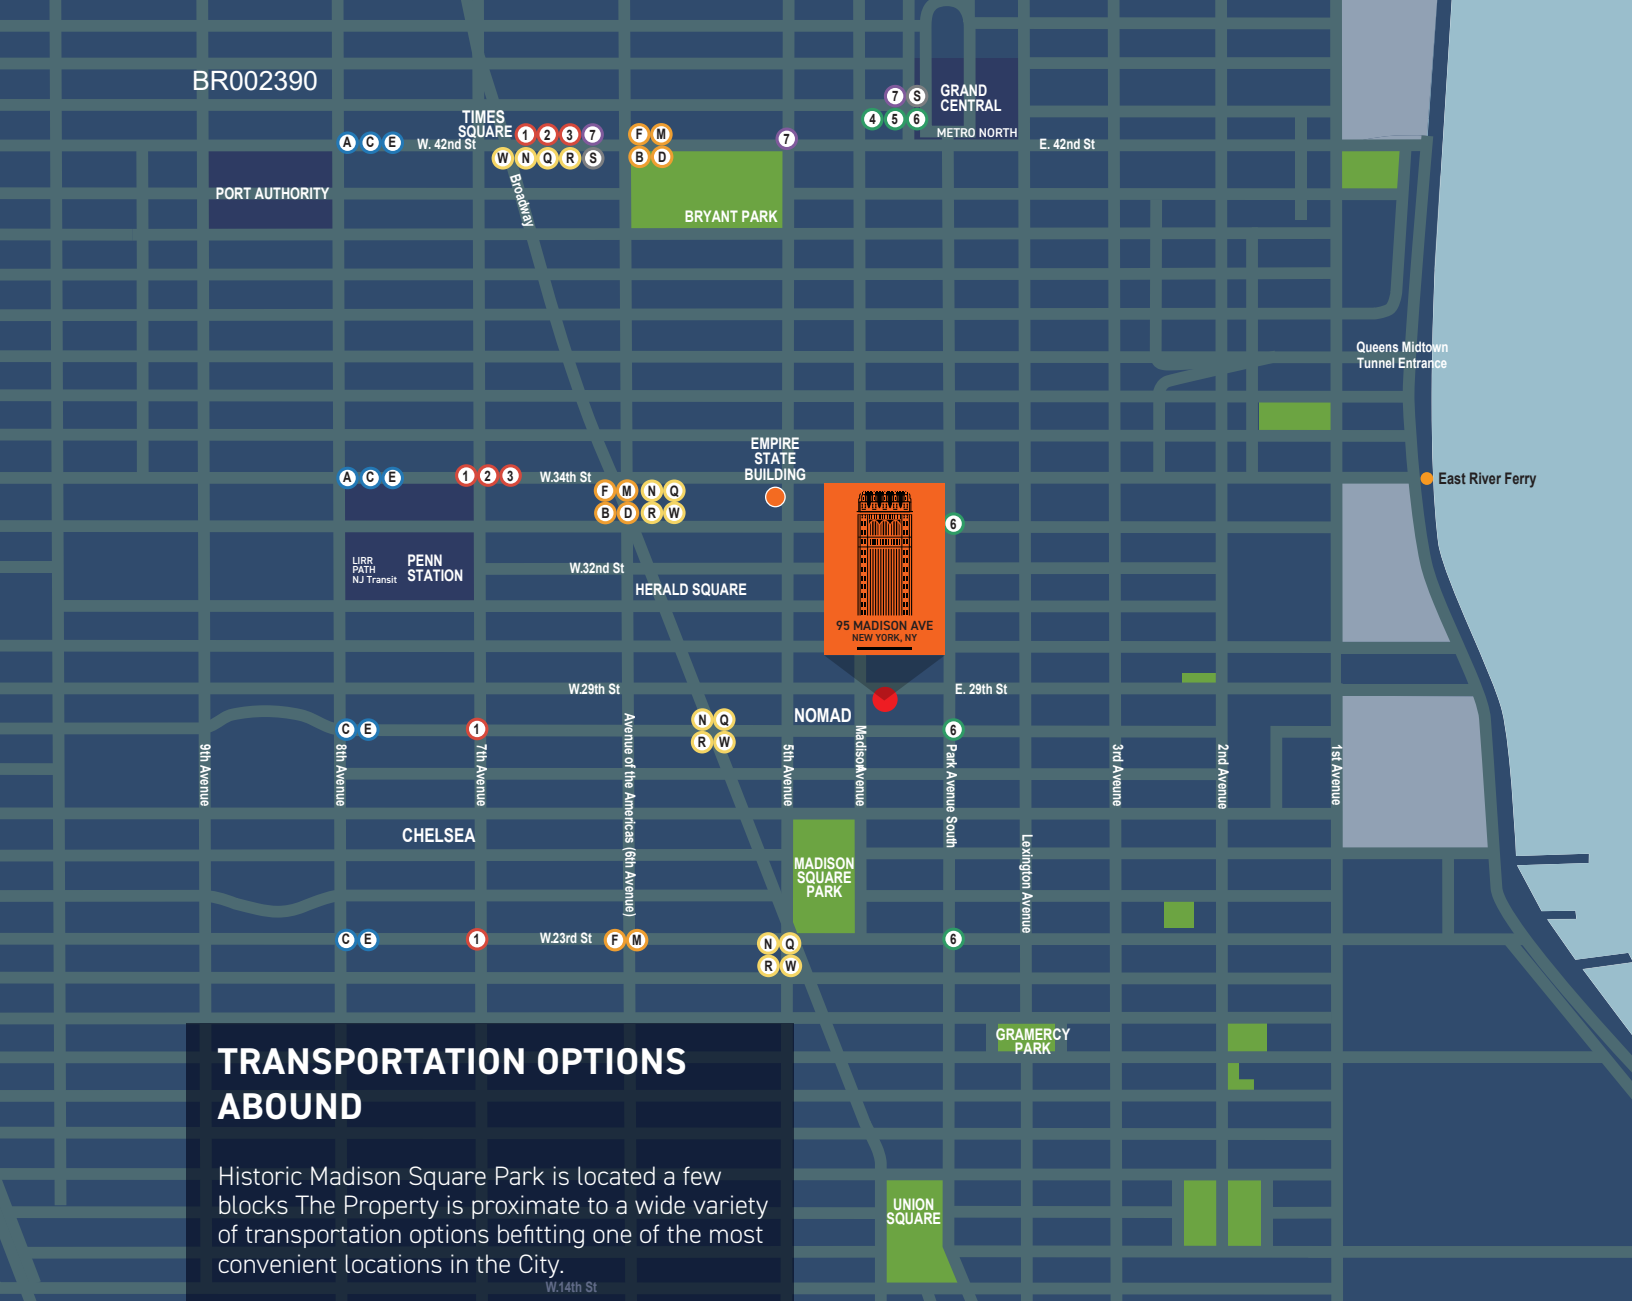 BR002390
TIMES
SQUARE
1 2 3 7
W N Q R S
A C E
W. 42nd St
F M
B D
7
7 S
4 5 6
GRAND
CENTRAL
METRO NORTH
E. 42nd St
PORT AUTHORITY
Broadway
BRYANT PARK
Queens Midtown
Tunnel Entrance
EMPIRE
STATE
BUILDING
A C E
1 2 3
W.34th St
F M N Q
B D R W
East River Ferry
6
LIRR
PATH
NJ Transit
PENN
STATION
W.32nd St
HERALD SQUARE
95 MADISON AVE
NEW YORK, NY
W.29th St
E. 29th St
NOMAD
C E
1
N Q
R W
6
9th Avenue
8th Avenue
7th Avenue
Avenue of the Americas (6th Avenue)
5th Avenue
Madison Avenue
Park Avenue South
Lexington Avenue
3rd Aveune
2nd Avenue
1st Avenue
CHELSEA
MADISON
SQUARE
PARK
C E
1
W.23rd St
F M
N Q
R W
6
GRAMERCY
PARK
TRANSPORTATION OPTIONS
ABOUND
Historic Madison Square Park is located a few
blocks The Property is proximate to a wide variety
of transportation options befitting one of the most
convenient locations in the City.
W.14th St
UNION
SQUARE